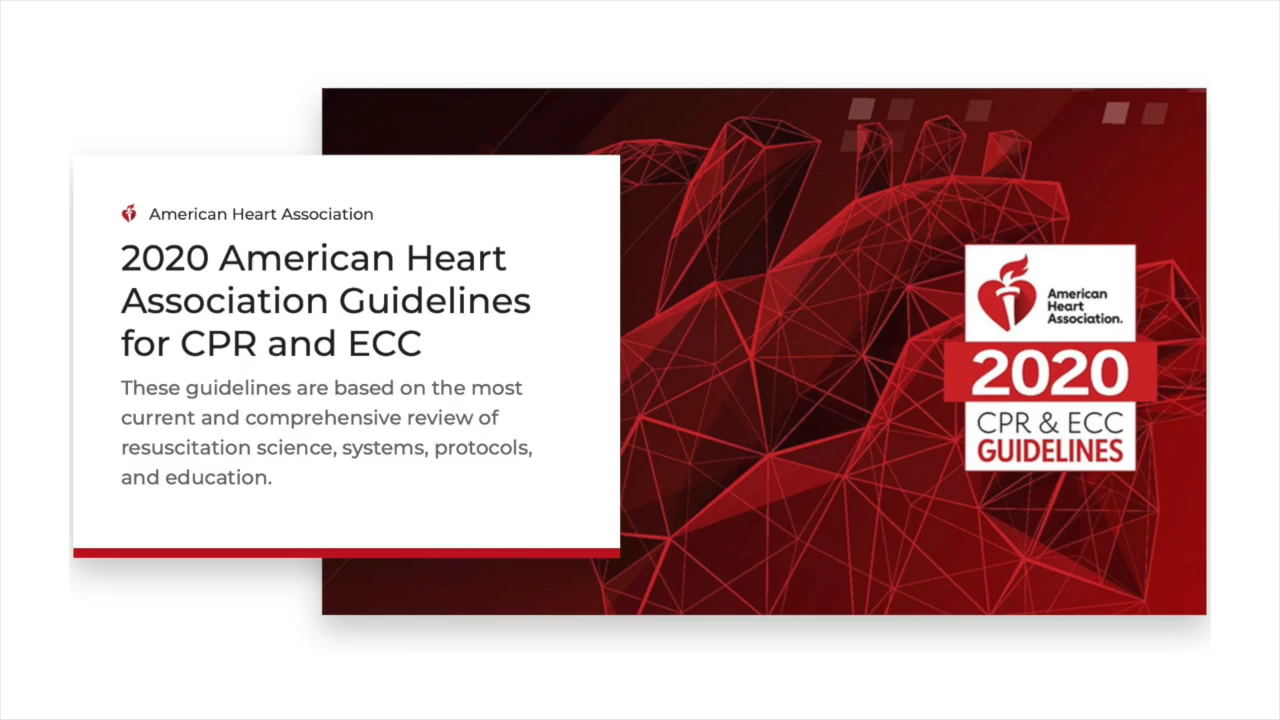 American Heart Association
2020 American Heart
Association Guidelines
for CPR and ECC
These guidelines are based on the most
current and comprehensive review of
resuscitation science, systems, protocols,
and education.
American
Heart
Association.
2020
CPR & ECC
GUIDELINES